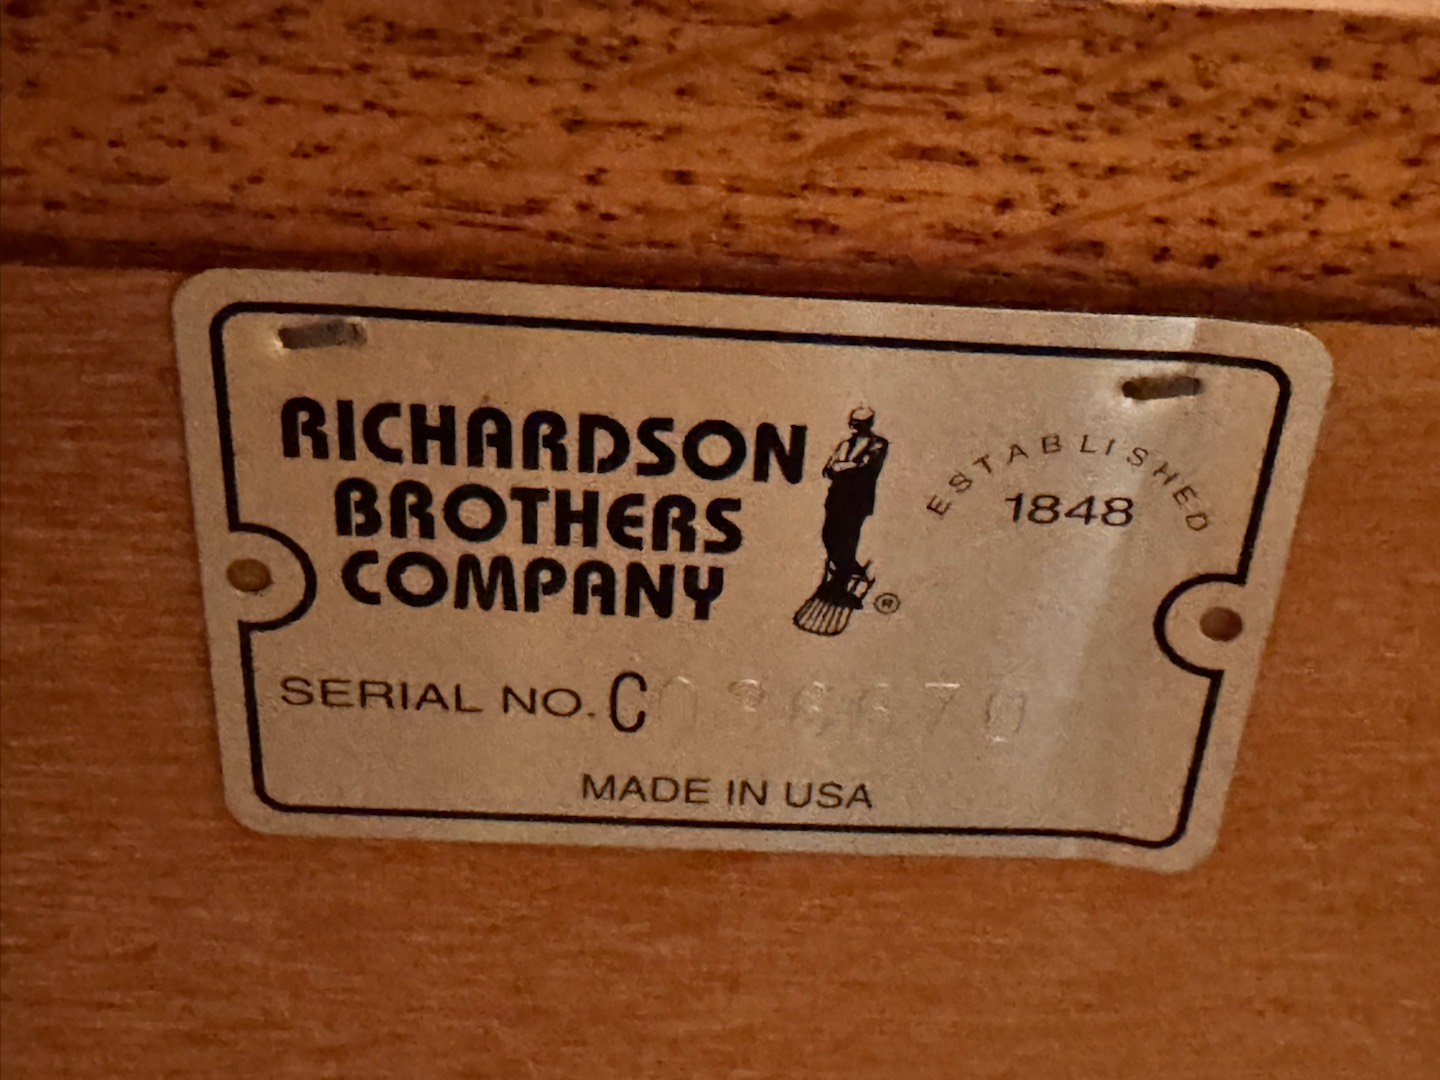 RICHARDSON
BROTHERS
COMPANY
®
ESTABLISHED
1848
SERIAL NO. C
MADE IN USA